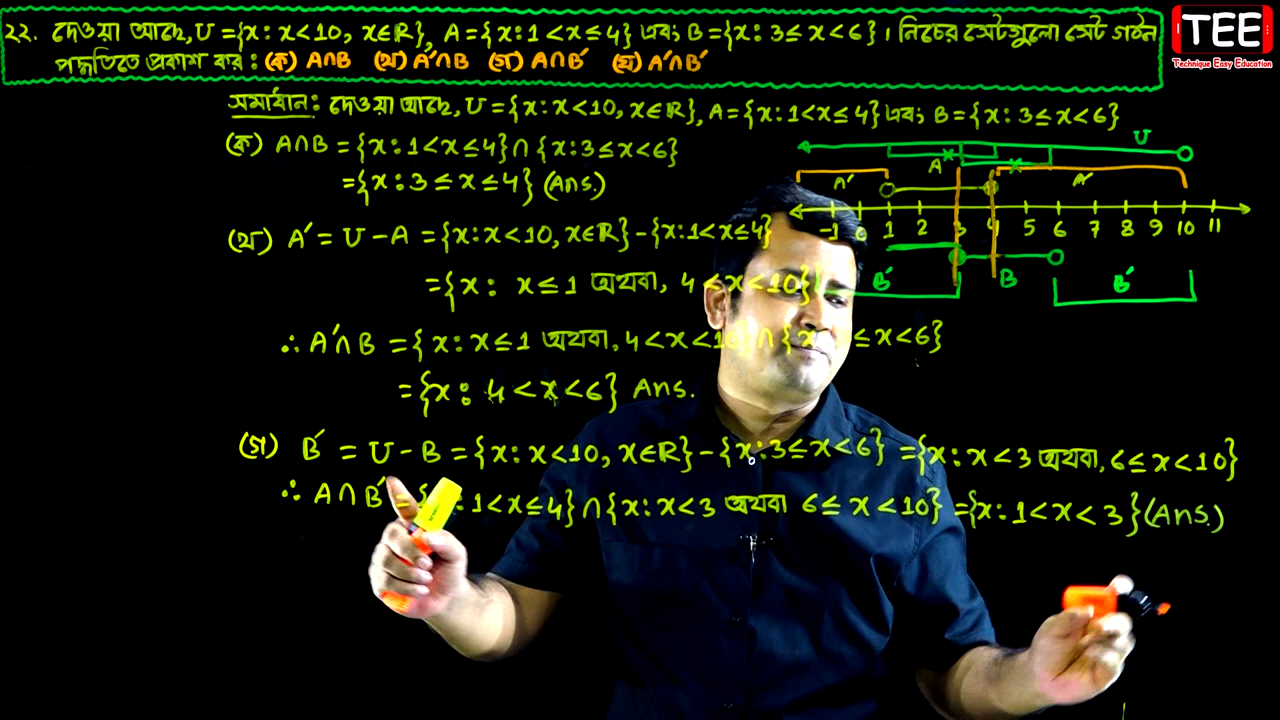 ২২. দেওয়া আছে, U = {x : x<10, x∈ℝ}, A = {x : 1 < x ≤ 4} এবং B = {x : 3 ≤ x < 6} । নিচের সেটগুলো সেট গঠন
পদ্ধতিতে প্রকাশ কর : (ক) A∩B (খ) A′∩B (গ) A∩B′ (ঘ) A′∩B′
TEE
Technique Easy Education
সমাধান : দেওয়া আছে, U = {x : x<10, x∈ℝ}, A = {x : 1 < x ≤ 4} এবং B = {x : 3 ≤ x < 6}
(ক) A∩B = {x : 1 < x ≤ 4} ∩ {x : 3 ≤ x < 6}
= {x : 3 ≤ x ≤ 4} (Ans.)
U
A
A′ A′
-1 0 1 2 3 4 5 6 7 8 9 10 11
B′ B B′
(খ) A′ = U – A = {x : x<10, x∈ℝ} – {x : 1 < x ≤ 4}
= {x : x ≤ 1 অথবা, 4 < x < 10}
∴ A′∩B = {x : x ≤ 1 অথবা, 4 < x < 10} ∩ {x ≤ x < 6}
= {x : 4 < x < 6} Ans.
(গ) B′ = U – B = {x : x<10, x∈ℝ} – {x : 3 ≤ x < 6} = {x : x < 3 অথবা, 6 ≤ x < 10}
∴ A∩B′ = { : 1 < x ≤ 4} ∩ {x : x < 3 অথবা 6 ≤ x < 10} = {x : 1 < x < 3} (Ans.)